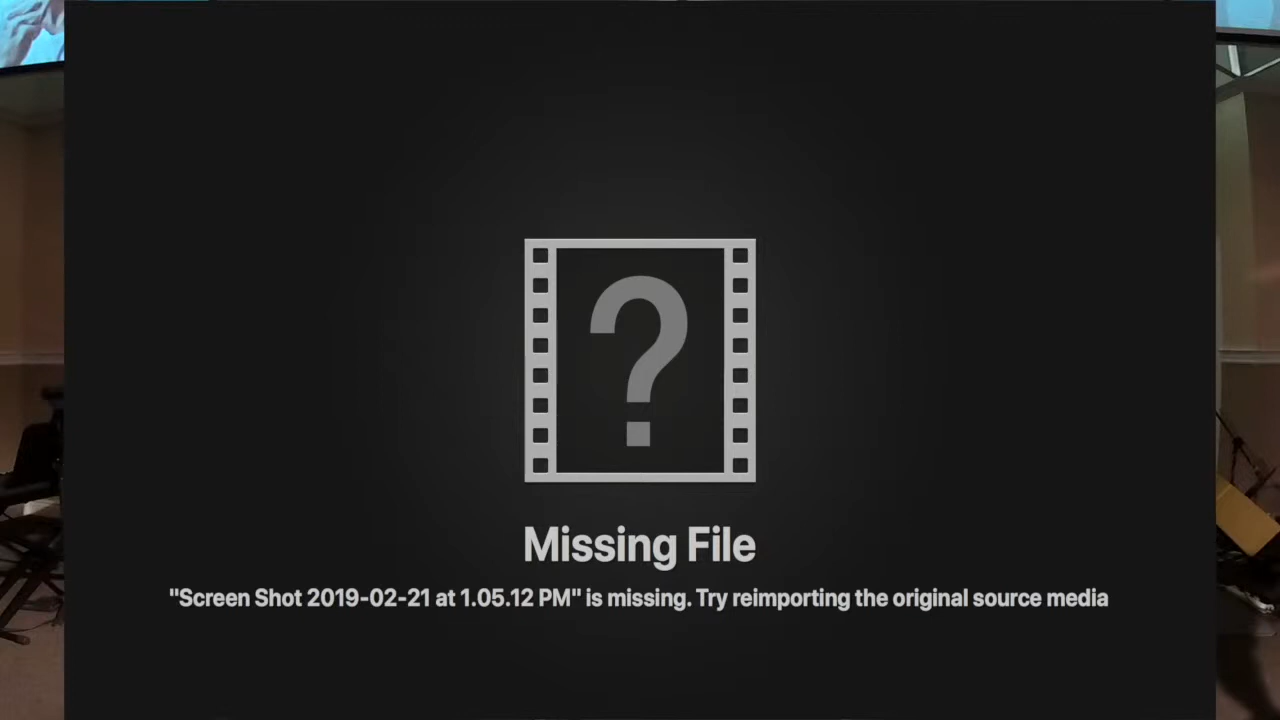 ?
Missing File
"Screen Shot 2019-02-21 at 1.05.12 PM" is missing. Try reimporting the original source media